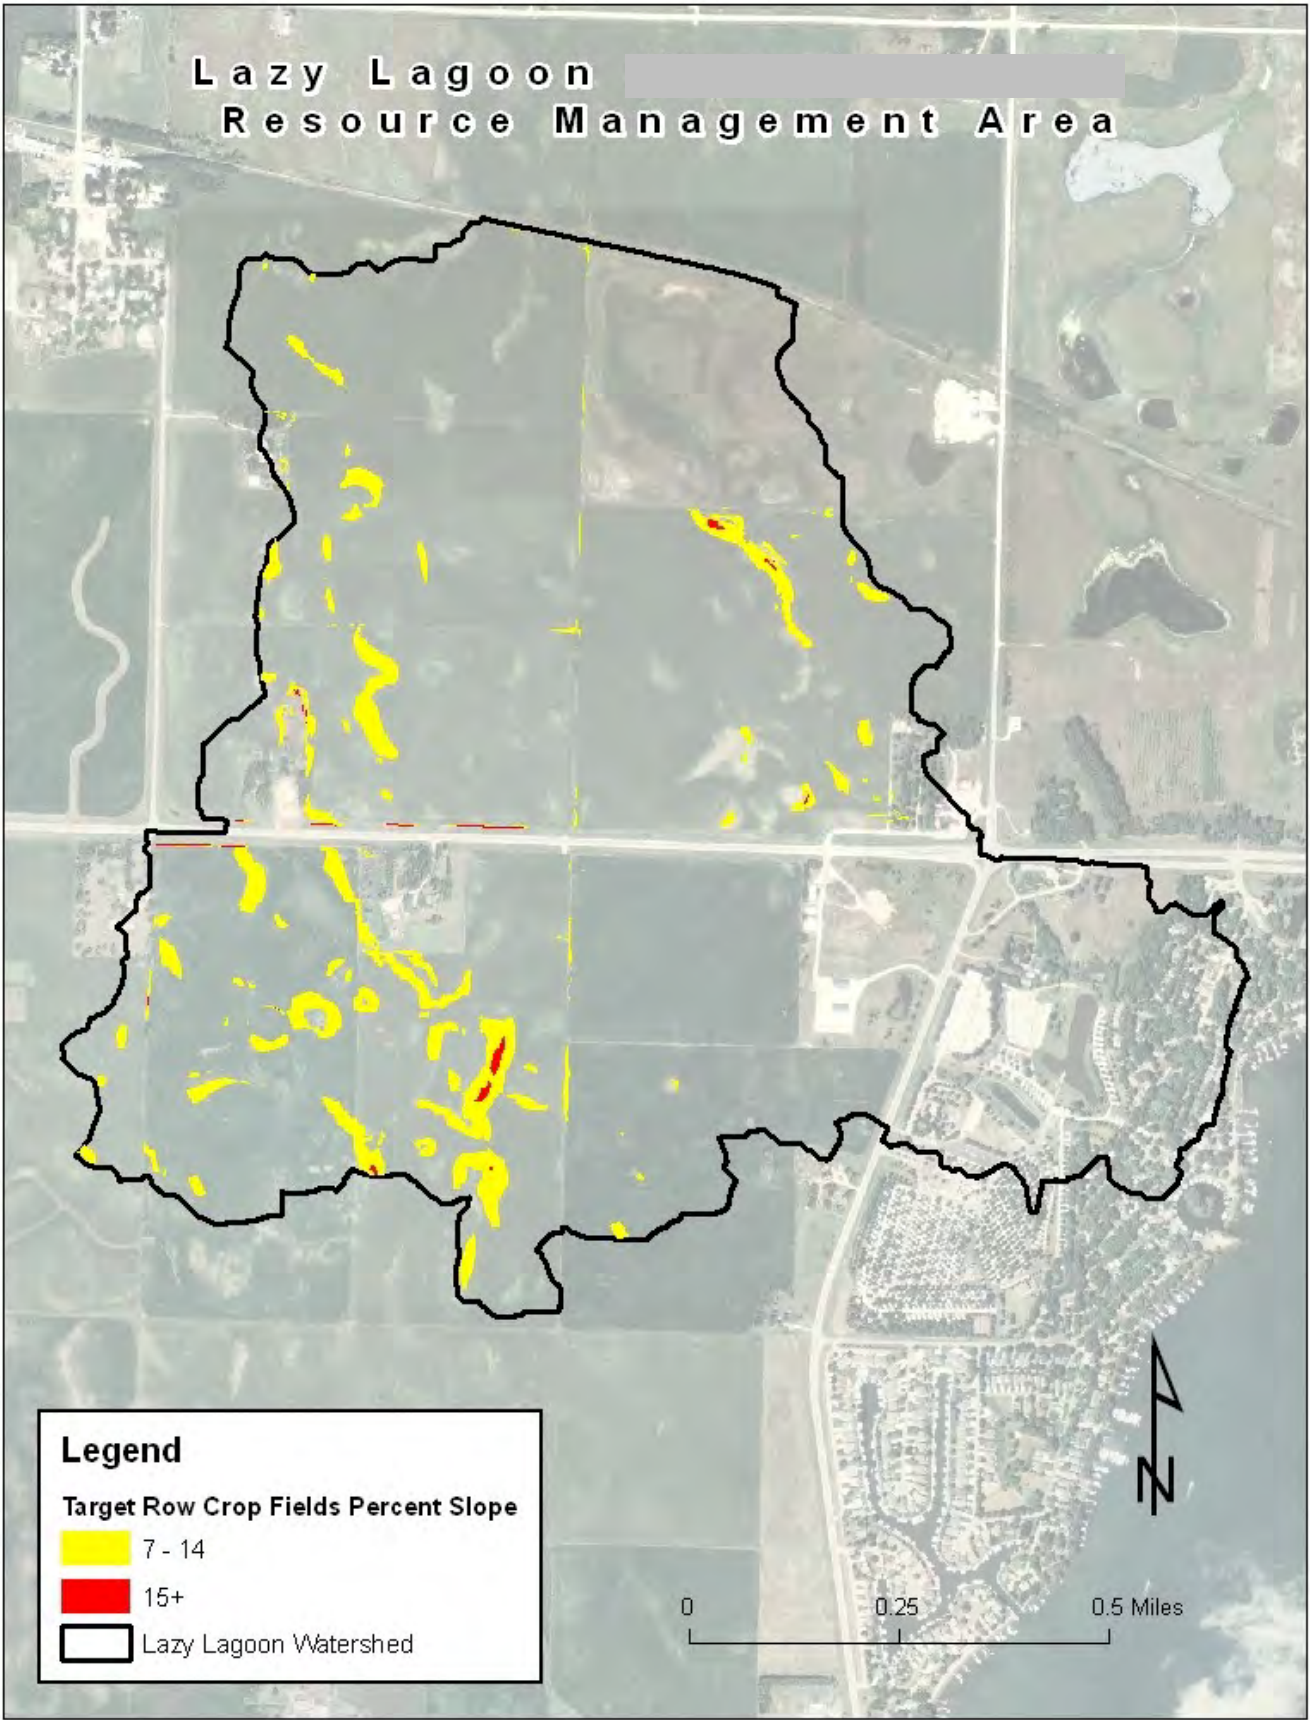 Lazy Lagoon
Resource Management Area
Legend
Target Row Crop Fields Percent Slope
7 - 14
15+
Lazy Lagoon Watershed
N
0 0.25 0.5 Miles